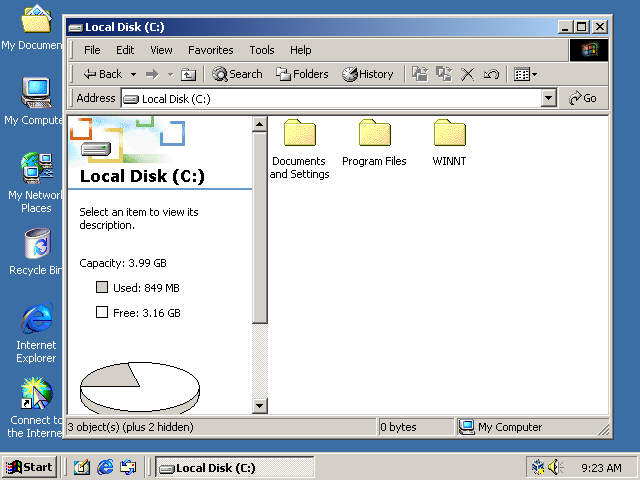 My Documen
My Compute
My Network
Places
Recycle Bin
Internet
Explorer
Connect to
the Internet
Local Disk (C:)
File Edit View Favorites Tools Help
Back Search Folders History
Address Local Disk (C:) Go
Local Disk (C:)
Select an item to view its
description.
Capacity: 3.99 GB
Used: 849 MB
Free: 3.16 GB
Documents
and Settings
Program Files
WINNT
3 object(s) (plus 2 hidden) 0 bytes My Computer
Start Local Disk (C:) 9:23 AM